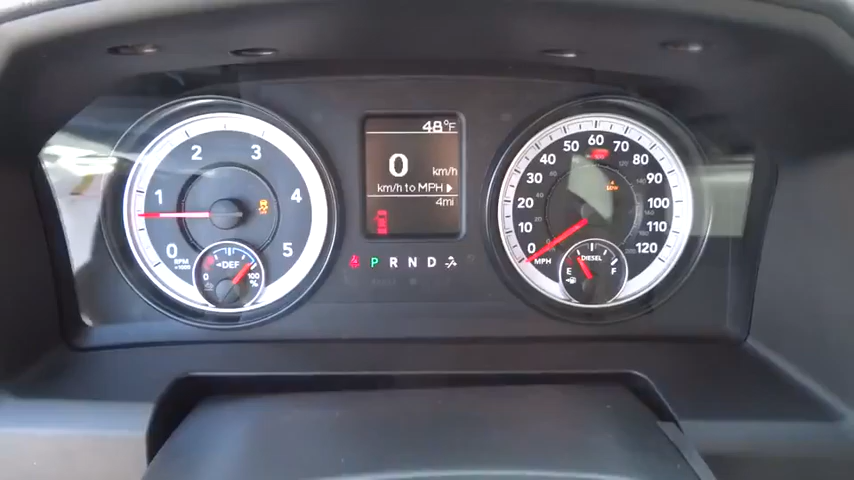 48°F
0 km/h
km/h to MPH
4mi
P R N D
0 1 2 3 4 5
RPM
x1000
DEF
0 100
%
0 10 20 30 40 50 60 70 80 90 100 110 120
MPH
LOW
DIESEL
E F